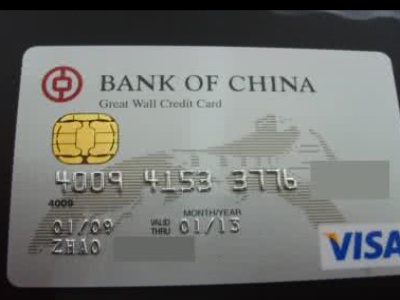 BANK OF CHINA
Great Wall Credit Card
4009 4153 3776
4009
MONTH/YEAR
01/09 VALID THRU 01/13
ZHAO
VISA